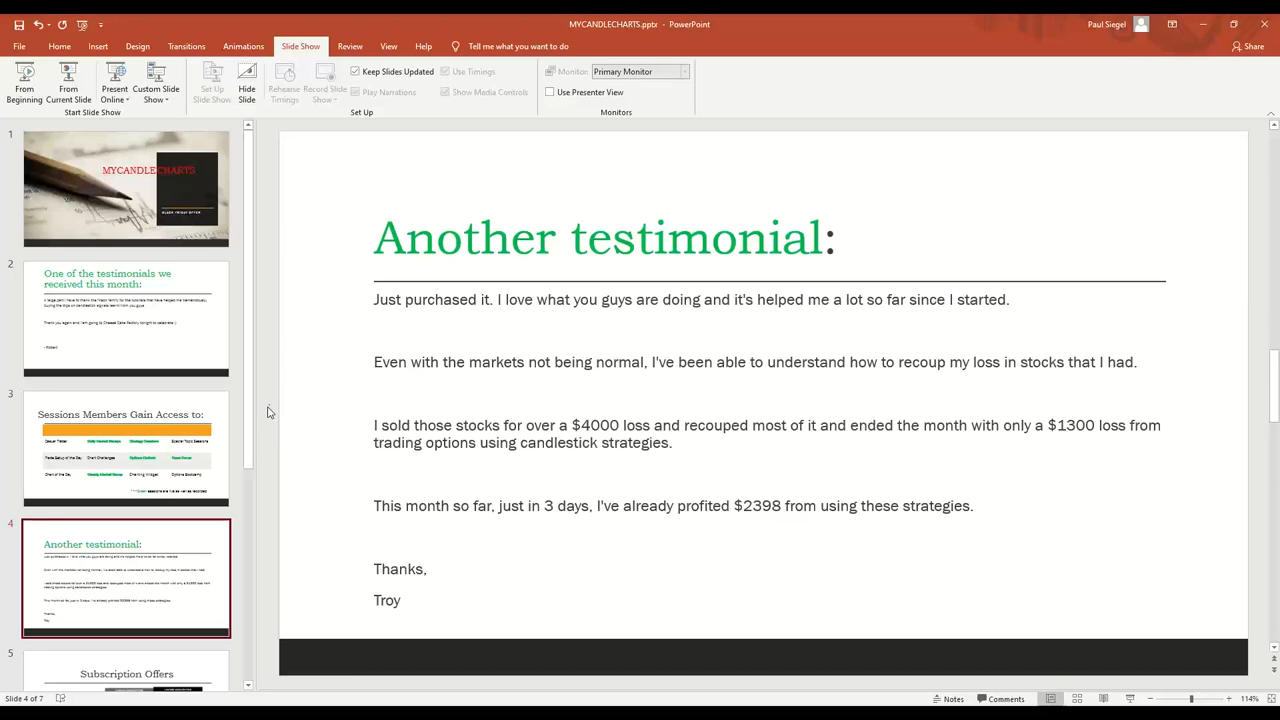 MYCANDLECHARTS.pptx - PowerPoint
Paul Siegel
File Home Insert Design Transitions Animations Slide Show Review View Help Tell me what you want to do
Share
From Beginning
From Current Slide
Present Online
Custom Slide Show
Set Up Slide Show
Hide Slide
Rehearse Timings
Record Slide Show
Keep Slides Updated
Play Narrations
Use Timings
Show Media Controls
Monitor: Primary Monitor
Use Presenter View
Start Slide Show
Set Up
Monitors
1
MYCANDLECHARTS
BLACK FRIDAY OFFER
2
One of the testimonials we
received this month:
3
Sessions Members Gain Access to:
4
Another testimonial:
5
Subscription Offers
Another testimonial:
Just purchased it. I love what you guys are doing and it's helped me a lot so far since I started.
Even with the markets not being normal, I've been able to understand how to recoup my loss in stocks that I had.
I sold those stocks for over a $4000 loss and recouped most of it and ended the month with only a $1300 loss from
trading options using candlestick strategies.
This month so far, just in 3 days, I've already profited $2398 from using these strategies.
Thanks,
Troy
Slide 4 of 7
Notes
Comments
114%